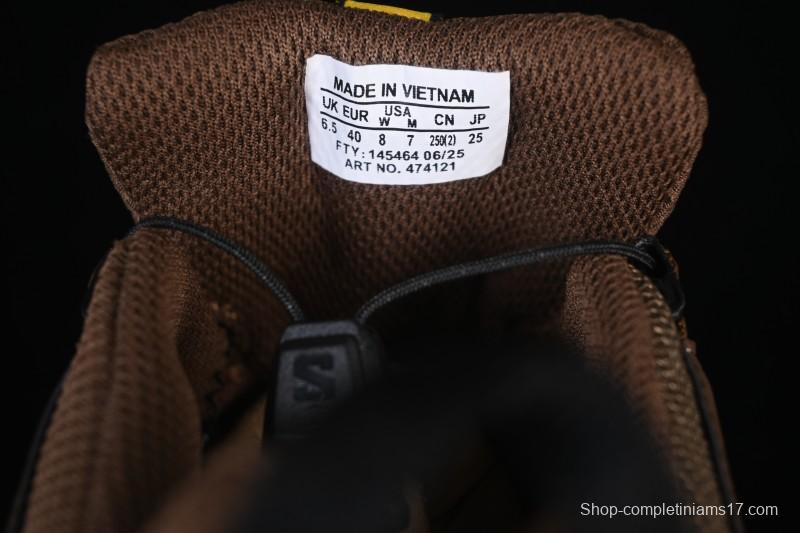 MADE IN VIETNAM
UK EUR USA CN JP
W M
6.5 40 8 7 250(2) 25
FTY: 145464 06/25
ART NO. 474121
S
Shop-completiniams17.com